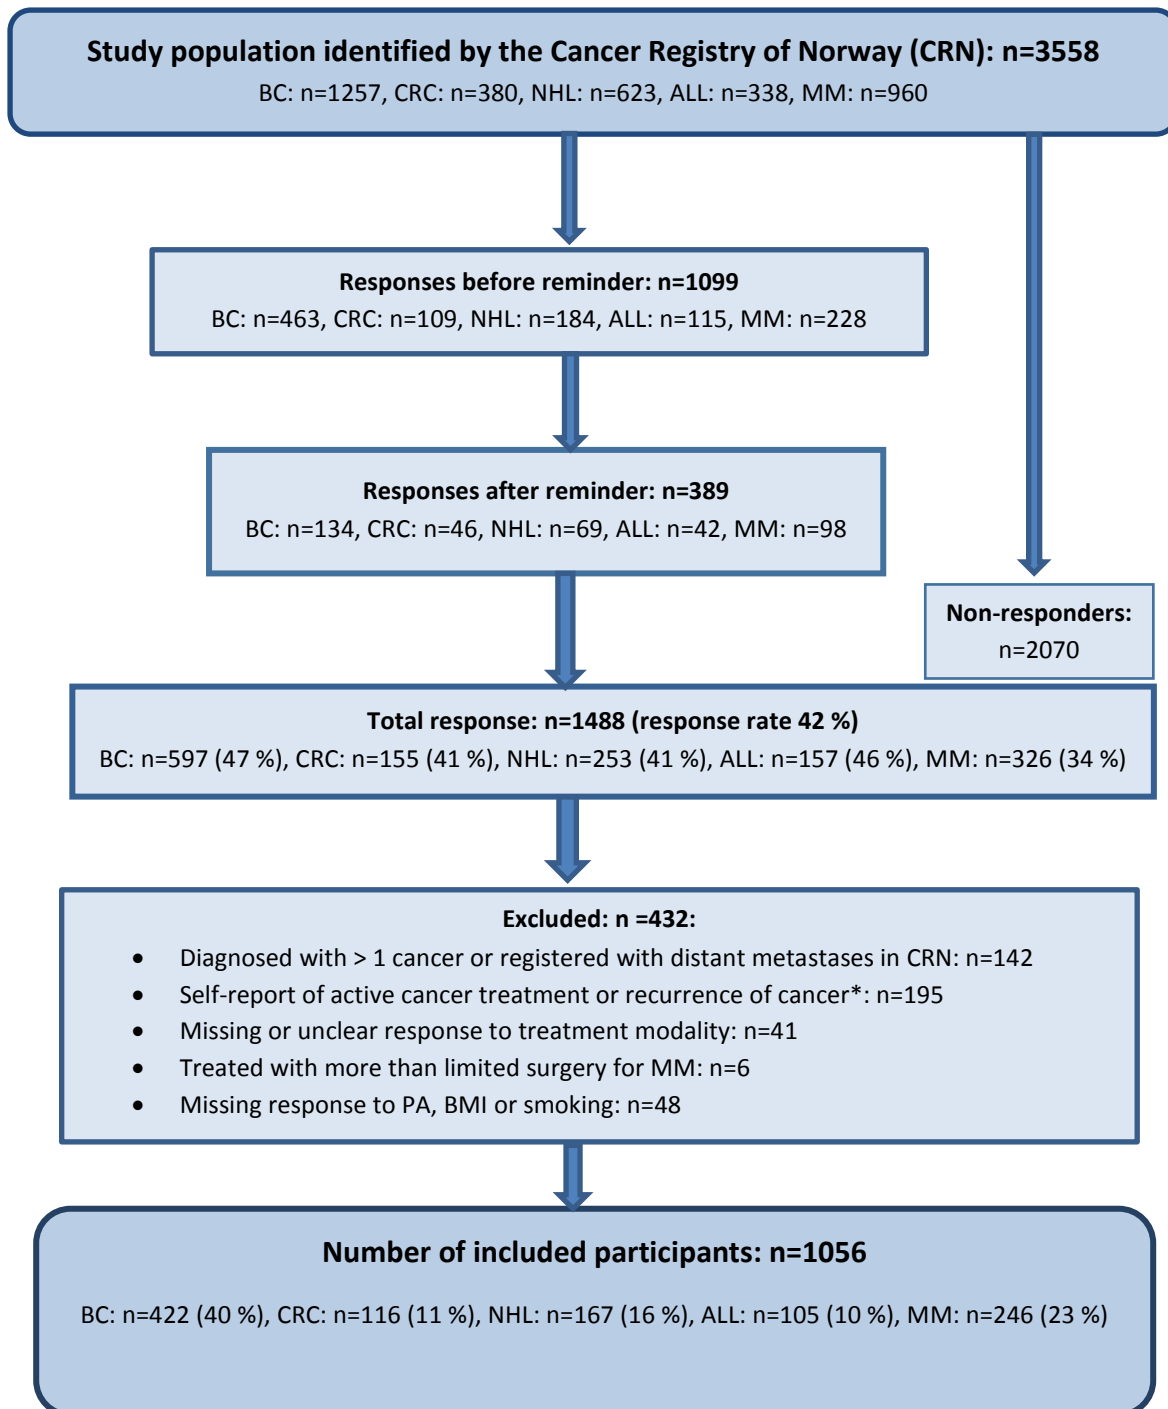 Study population identified by the Cancer Registry of Norway (CRN): n=3558
BC: n=1257, CRC: n=380, NHL: n=623, ALL: n=338, MM: n=960
Responses before reminder: n=1099
BC: n=463, CRC: n=109, NHL: n=184, ALL: n=115, MM: n=228
Responses after reminder: n=389
BC: n=134, CRC: n=46, NHL: n=69, ALL: n=42, MM: n=98
Non-responders:
n=2070
Total response: n=1488 (response rate 42 %)
BC: n=597 (47 %), CRC: n=155 (41 %), NHL: n=253 (41 %), ALL: n=157 (46 %), MM: n=326 (34 %)
Excluded: n =432:
• Diagnosed with > 1 cancer or registered with distant metastases in CRN: n=142
• Self-report of active cancer treatment or recurrence of cancer*: n=195
• Missing or unclear response to treatment modality: n=41
• Treated with more than limited surgery for MM: n=6
• Missing response to PA, BMI or smoking: n=48
Number of included participants: n=1056
BC: n=422 (40 %), CRC: n=116 (11 %), NHL: n=167 (16 %), ALL: n=105 (10 %), MM: n=246 (23 %)